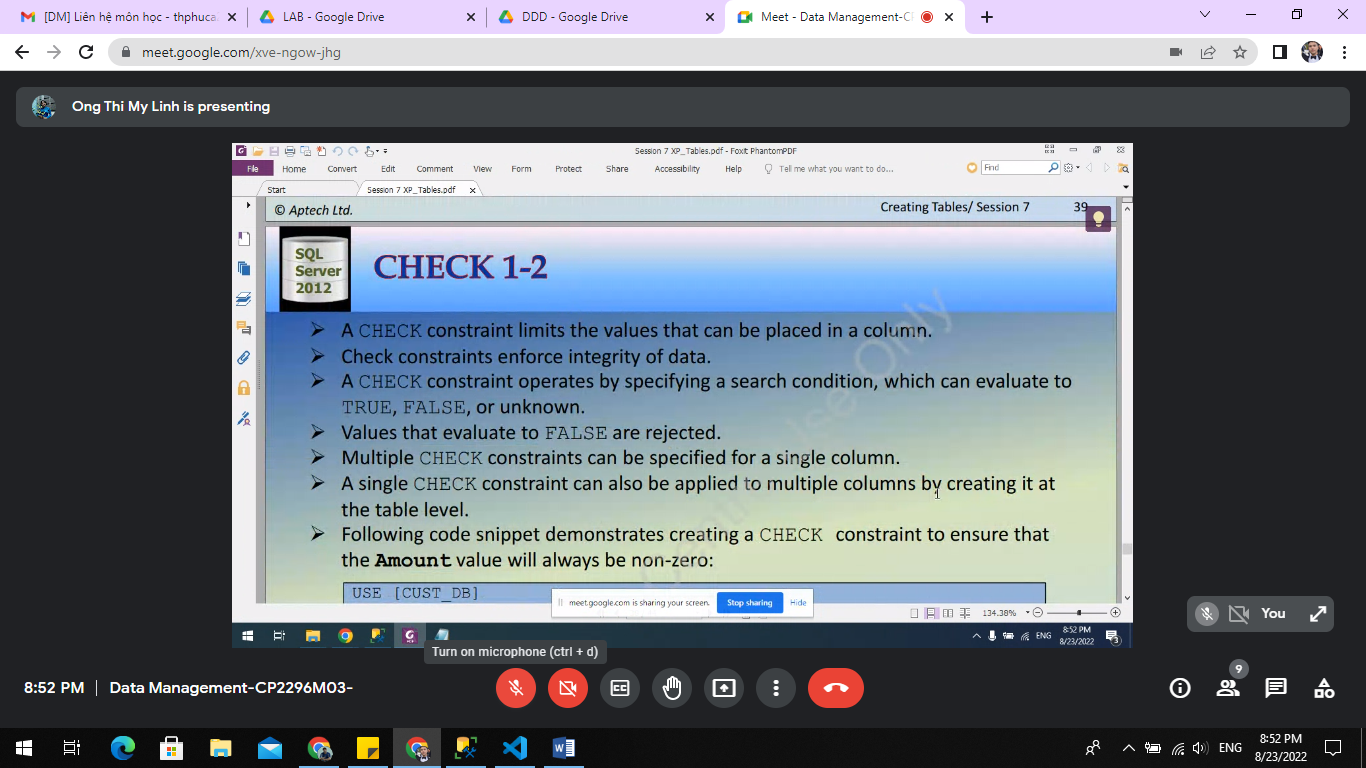 [DM] Liên hệ môn học - thphuca.
LAB - Google Drive
DDD - Google Drive
Meet - Data Management-C
meet.google.com/xve-ngow-jhg
Ong Thi My Linh is presenting
Session 7 XP_Tables.pdf - Foxit PhantomPDF
File Home Convert Edit Comment View Form Protect Share Accessibility Help Tell me what you want to do... Find
Start Session 7 XP_Tables.pdf
© Aptech Ltd. Creating Tables/ Session 7 39
SQL
Server
2012
CHECK 1-2
A CHECK constraint limits the values that can be placed in a column.
Check constraints enforce integrity of data.
A CHECK constraint operates by specifying a search condition, which can evaluate to
TRUE, FALSE, or unknown.
Values that evaluate to FALSE are rejected.
Multiple CHECK constraints can be specified for a single column.
A single CHECK constraint can also be applied to multiple columns by creating it at
the table level.
Following code snippet demonstrates creating a CHECK constraint to ensure that
the Amount value will always be non-zero:
USE [CUST_DB]
meet.google.com is sharing your screen. Stop sharing Hide
134.38%
ENG 8:52 PM
8/23/2022 3
You
Turn on microphone (ctrl + d)
8:52 PM | Data Management-CP2296M03-
CC
9
ENG 8:52 PM
8/23/2022